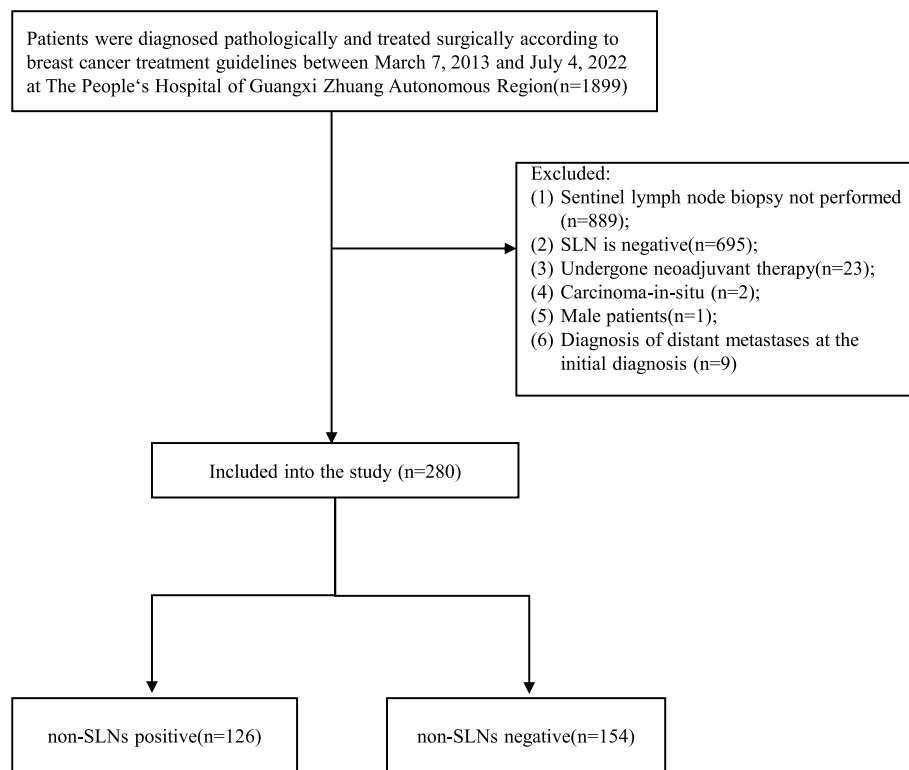 Patients were diagnosed pathologically and treated surgically according to
breast cancer treatment guidelines between March 7, 2013 and July 4, 2022
at The People‘s Hospital of Guangxi Zhuang Autonomous Region(n=1899)
Excluded:
(1) Sentinel lymph node biopsy not performed
(n=889);
(2) SLN is negative(n=695);
(3) Undergone neoadjuvant therapy(n=23);
(4) Carcinoma-in-situ (n=2);
(5) Male patients(n=1);
(6) Diagnosis of distant metastases at the
initial diagnosis (n=9)
Included into the study (n=280)
non-SLNs positive(n=126)
non-SLNs negative(n=154)